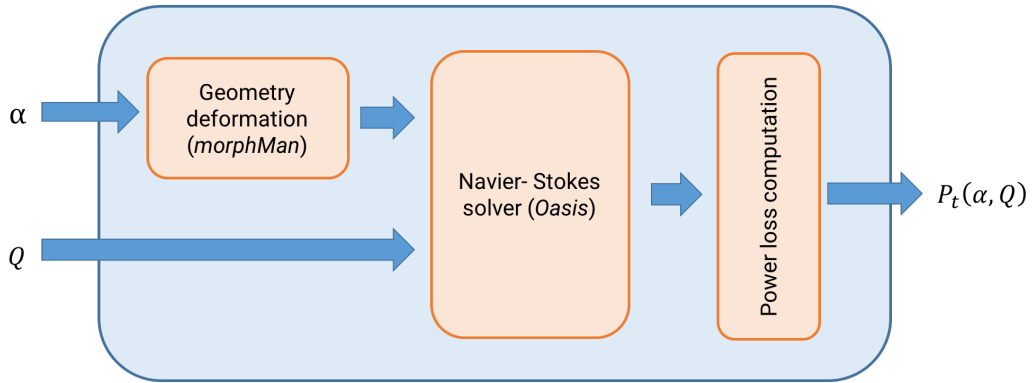 α
Geometry
deformation
(morphMan)
Q
Navier- Stokes
solver (Oasis)
Power loss computation
Pₜ(α, Q)